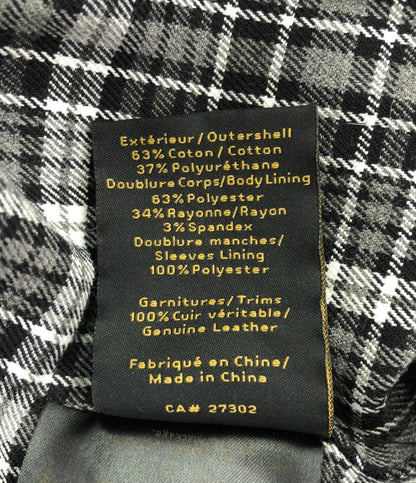 Extérieur/Outershell
63% Coton/Cotton
37% Polyuréthane
Doublure Corps/Body Lining
63% Polyester
34% Rayonne/Rayon
3% Spandex
Doublure manches/
Sleeves Lining
100% Polyester
Garnitures/Trims
100% Cuir véritable/
Genuine Leather
Fabriqué en Chine/
Made in China
CA# 27302